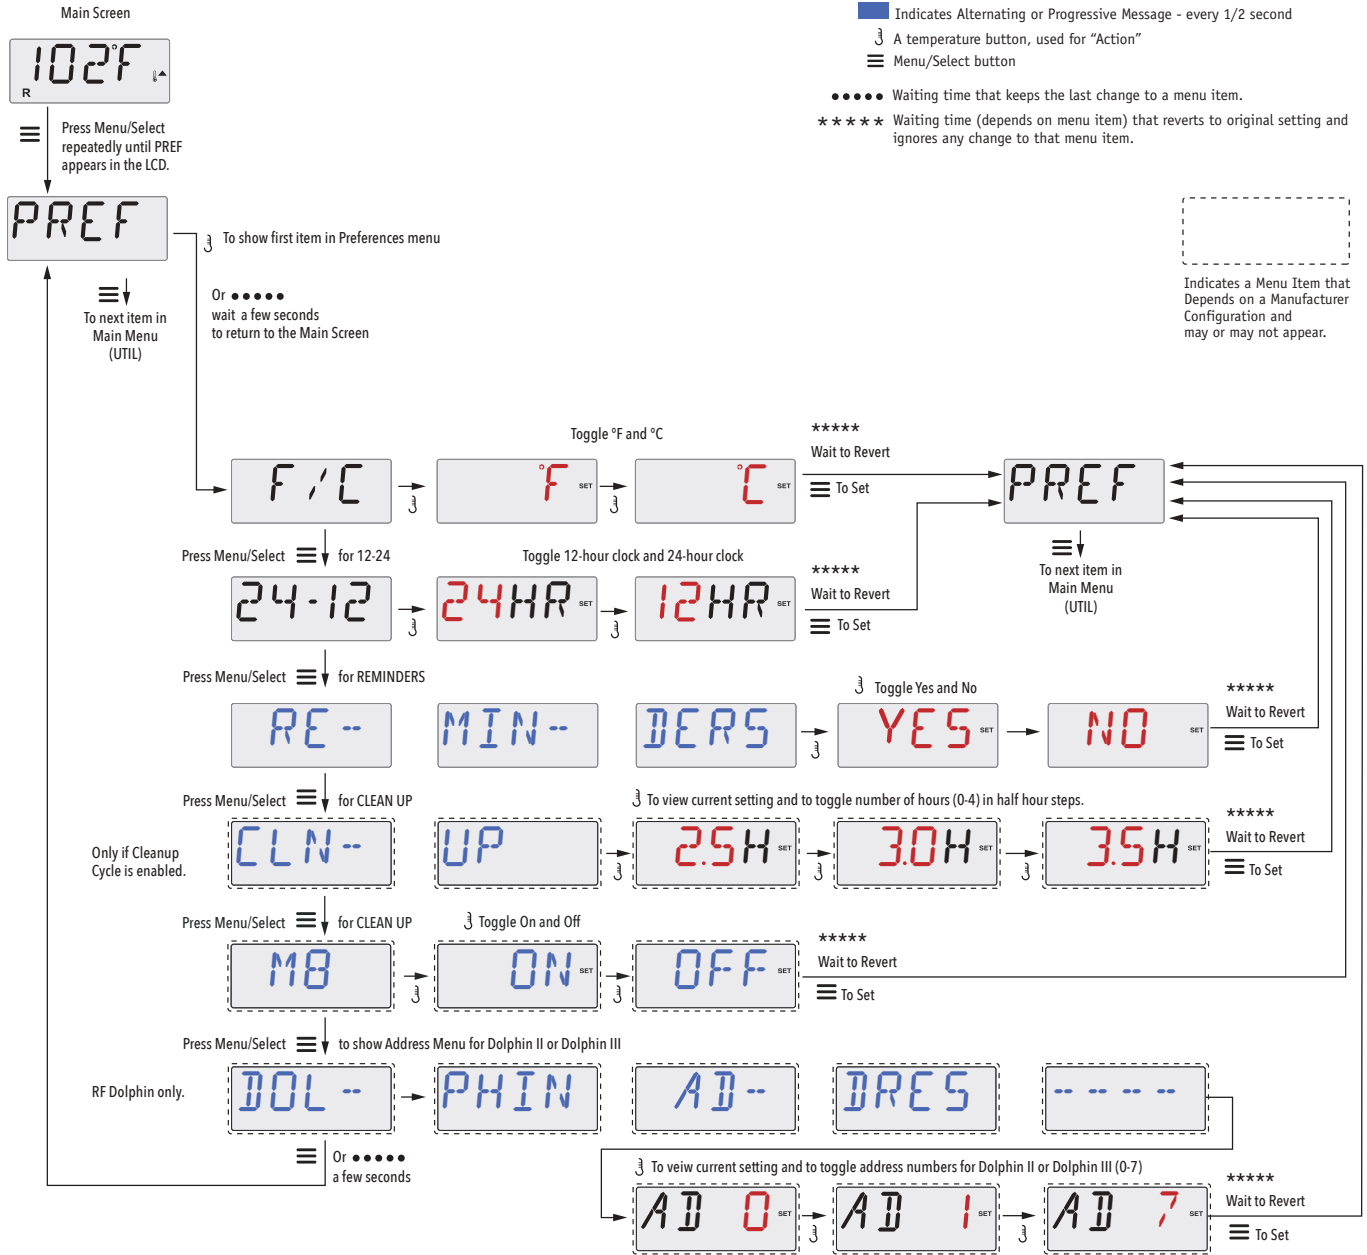 Main Screen
102°F
R
Indicates Alternating or Progressive Message - every 1/2 second
A temperature button, used for “Action”
Menu/Select button
••••• Waiting time that keeps the last change to a menu item.
***** Waiting time (depends on menu item) that reverts to original setting and
ignores any change to that menu item.
Press Menu/Select
repeatedly until PREF
appears in the LCD.
PREF
To show first item in Preferences menu
Or •••••
wait a few seconds
to return to the Main Screen
To next item in
Main Menu
(UTIL)
Indicates a Menu Item that
Depends on a Manufacturer
Configuration and
may or may not appear.
Toggle ºF and ºC
*****
Wait to Revert
To Set
F/C
°F SET
°C SET
PREF
To next item in
Main Menu
(UTIL)
Press Menu/Select for 12-24
Toggle 12-hour clock and 24-hour clock
*****
Wait to Revert
To Set
24-12
24HR SET
12HR SET
Press Menu/Select for REMINDERS
Toggle Yes and No
*****
Wait to Revert
To Set
RE-
MIN-
DERS
YES SET
NO SET
Press Menu/Select for CLEAN UP
To view current setting and to toggle number of hours (0-4) in half hour steps.
*****
Wait to Revert
To Set
Only if Cleanup
Cycle is enabled.
CLN-
UP
2.5H SET
3.0H SET
3.5H SET
Press Menu/Select for CLEAN UP
Toggle On and Off
*****
Wait to Revert
To Set
M8
ON SET
OFF SET
Press Menu/Select to show Address Menu for Dolphin II or Dolphin III
RF Dolphin only.
DOL-
PHIN
AD-
DRES
----
Or •••••
a few seconds
To veiw current setting and to toggle address numbers for Dolphin II or Dolphin III (0-7)
*****
Wait to Revert
To Set
AD 0 SET
AD 1 SET
AD 7 SET